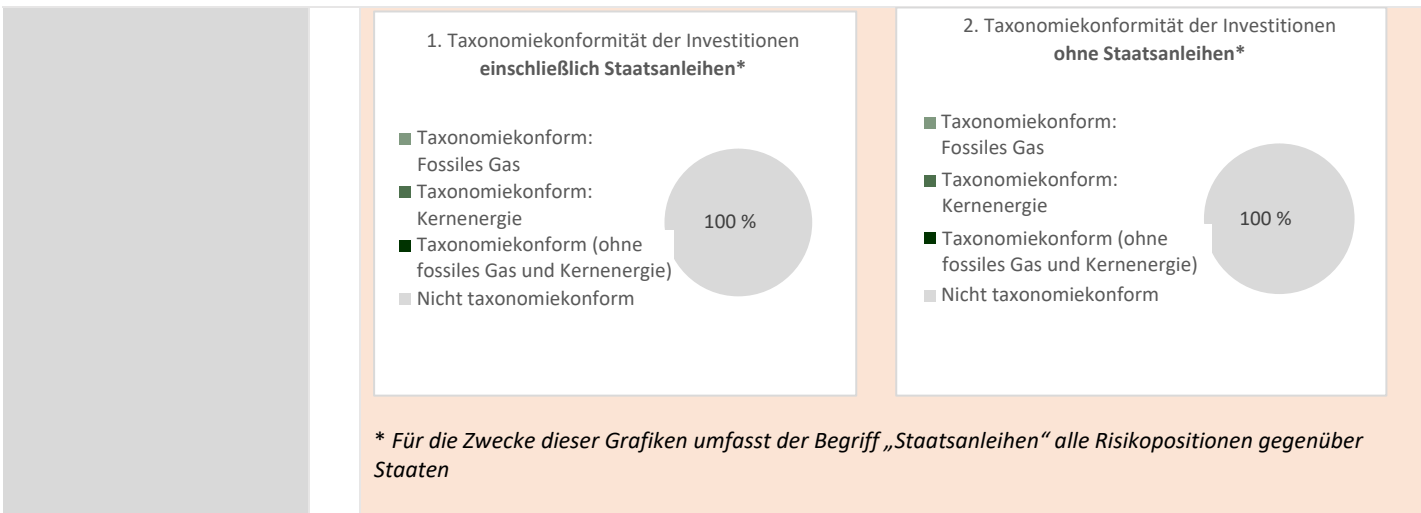 1. Taxonomiekonformität der Investitionen
einschließlich Staatsanleihen*
Taxonomiekonform:
Fossiles Gas
Taxonomiekonform:
Kernenergie
Taxonomiekonform (ohne
fossiles Gas und Kernenergie)
Nicht taxonomiekonform
100 %
2. Taxonomiekonformität der Investitionen
ohne Staatsanleihen*
Taxonomiekonform:
Fossiles Gas
Taxonomiekonform:
Kernenergie
Taxonomiekonform (ohne
fossiles Gas und Kernenergie)
Nicht taxonomiekonform
100 %
* Für die Zwecke dieser Grafiken umfasst der Begriff „Staatsanleihen“ alle Risikopositionen gegenüber
Staaten